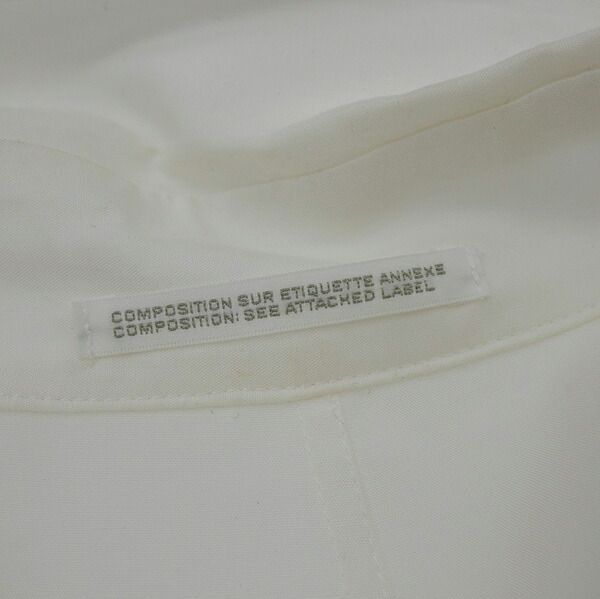 COMPOSITION SUR ETIQUETTE ANNEXE
COMPOSITION: SEE ATTACHED LABEL